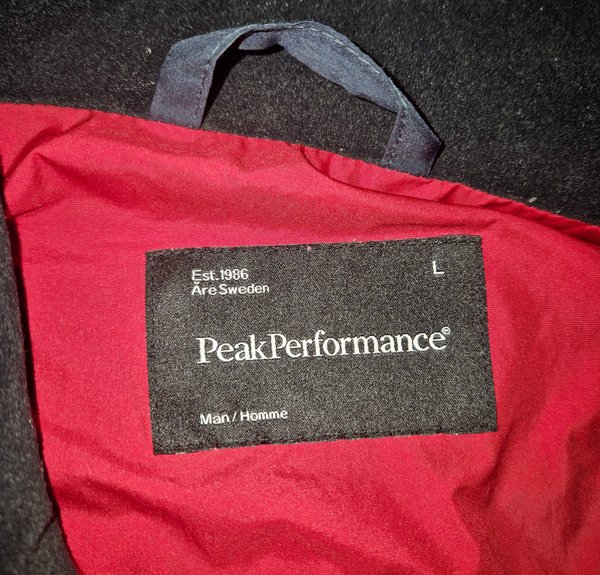 Est.1986
Åre Sweden
L
PeakPerformance®
Man / Homme